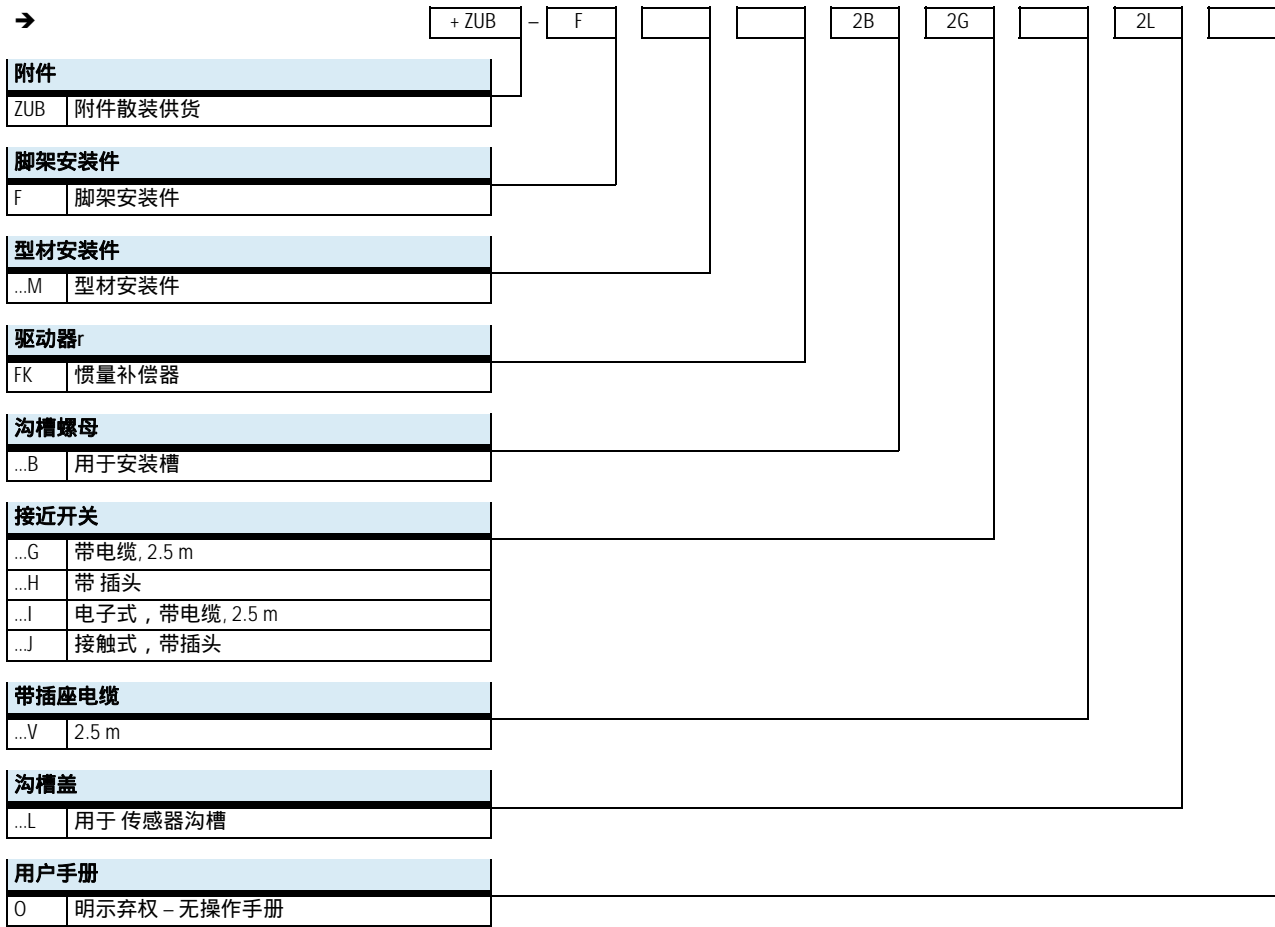 ➔ + ZUB – F 2B 2G 2L
附件
ZUB 附件散装供货
脚架安装件
F 脚架安装件
型材安装件
...M 型材安装件
驱动器r
FK 惯量补偿器
沟槽螺母
...B 用于安装槽
接近开关
...G 带电缆, 2.5 m
...H 带 插头
...I 电子式，带电缆, 2.5 m
...J 接触式，带插头
带插座电缆
...V 2.5 m
沟槽盖
...L 用于 传感器沟槽
用户手册
O 明示弃权 – 无操作手册